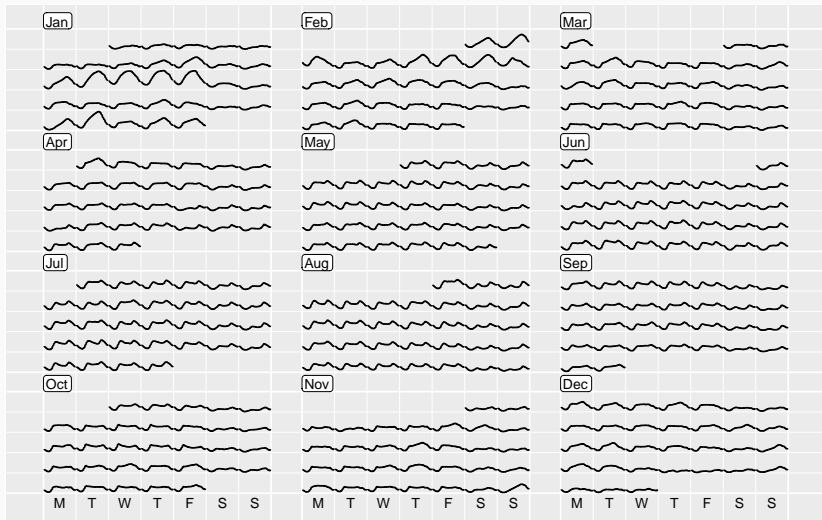 Jan Feb Mar
Apr May Jun
Jul Aug Sep
Oct Nov Dec
M T W T F S S M T W T F S S M T W T F S S